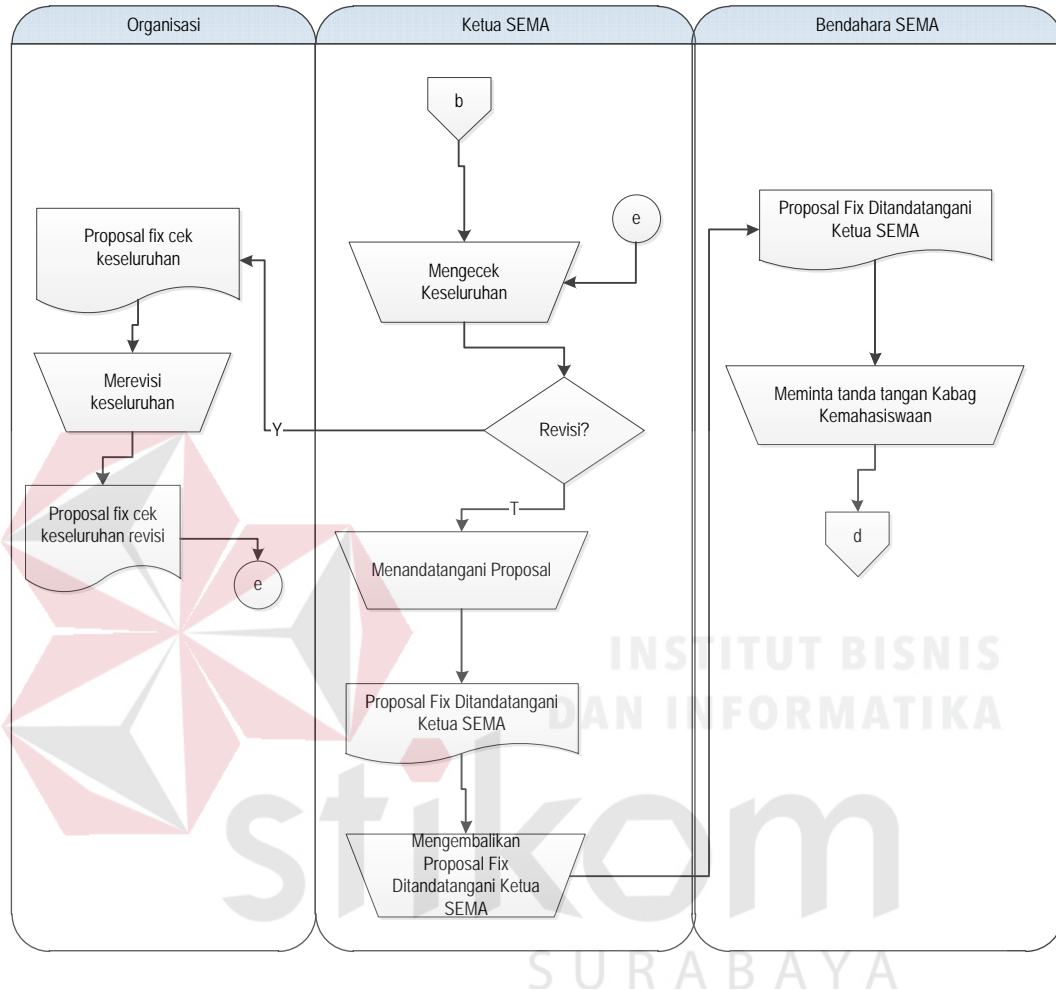 Organisasi
Ketua SEMA
Bendahara SEMA
b
e
Proposal fix cek
keseluruhan
Mengecek
Keseluruhan
Proposal Fix Ditandatangani
Ketua SEMA
Merevisi
keseluruhan
Revisi?
Y
T
Meminta tanda tangan Kabag
Kemahasiswaan
Proposal fix cek
keseluruhan revisi
e
Menandatangani Proposal
d
Proposal Fix Ditandatangani
Ketua SEMA
Mengembalikan
Proposal Fix
Ditandatangani Ketua
SEMA
INSTITUT BISNIS
DAN INFORMATIKA
stikom
SURABAYA